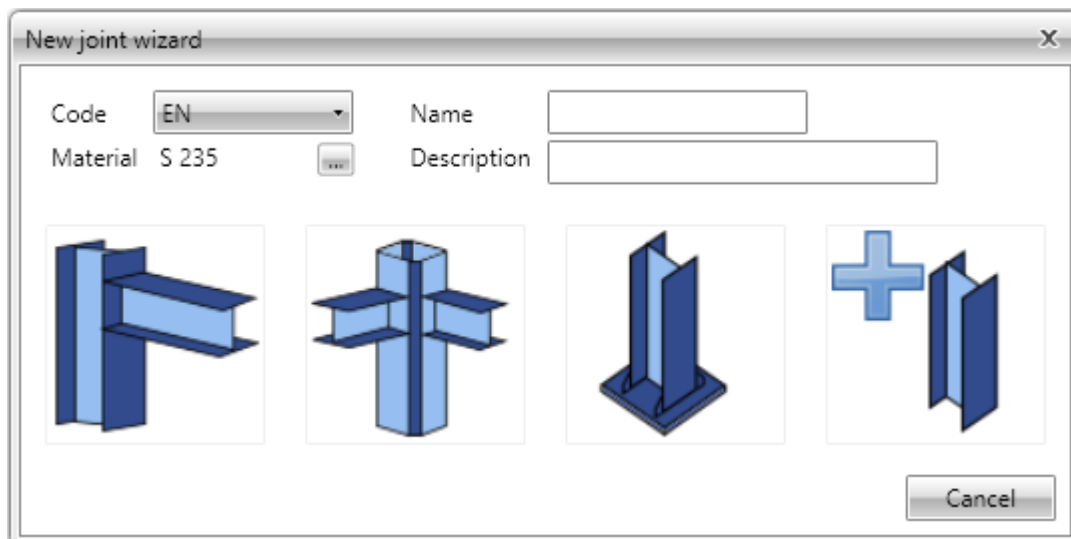 New joint wizard x
Code EN Name
Material S 235 ... Description
Cancel